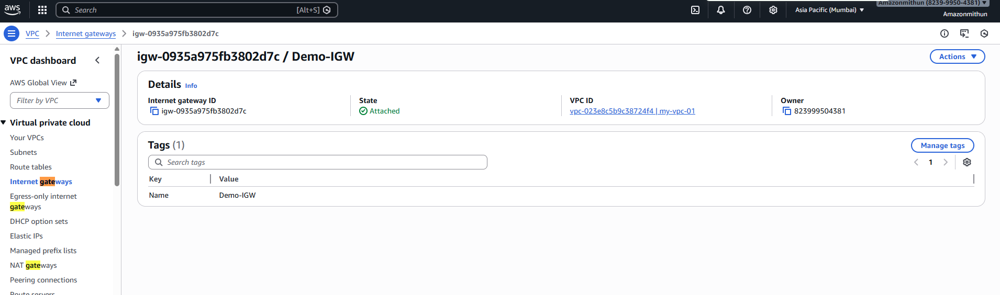 aws
Search
[Alt+S]
Asia Pacific (Mumbai)
Amazonmithun (8239-9950-4381)
Amazonmithun
VPC
Internet gateways
igw-0935a975fb3802d7c
VPC dashboard
AWS Global View
Filter by VPC
Virtual private cloud
Your VPCs
Subnets
Route tables
Internet gateways
Egress-only internet
gateways
DHCP option sets
Elastic IPs
Managed prefix lists
NAT gateways
Peering connections
Route servers
igw-0935a975fb3802d7c / Demo-IGW
Actions
Details Info
Internet gateway ID
igw-0935a975fb3802d7c
State
Attached
VPC ID
vpc-023e8c5b9c38724f4 | my-vpc-01
Owner
823999504381
Tags (1)
Manage tags
Search tags
1
Key Value
Name Demo-IGW